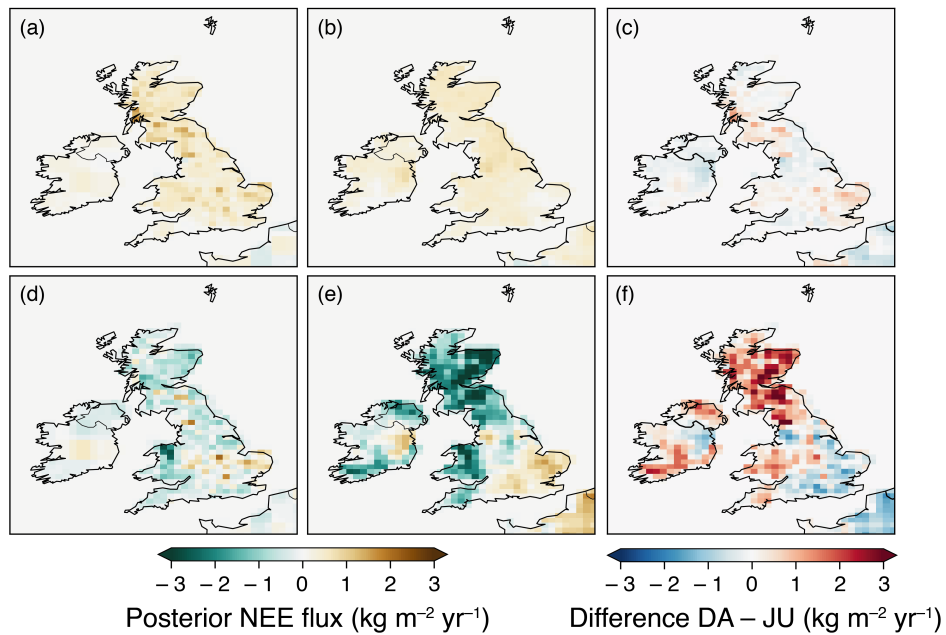 (a) (b) (c)
(d) (e) (f)
−3 −2 −1 0 1 2 3 −3 −2 −1 0 1 2 3
Posterior NEE flux (kg m⁻² yr⁻¹) Difference DA – JU (kg m⁻² yr⁻¹)